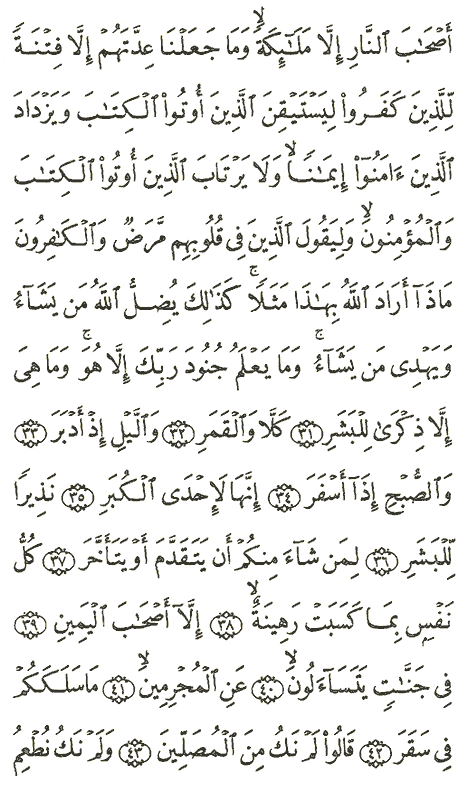 أَصۡحَٰبَ ٱلنَّارِ إِلَّا مَلَٰٓئِكَةٗۖ وَمَا جَعَلۡنَا عِدَّتَهُمۡ إِلَّا فِتۡنَةٗ
لِّلَّذِينَ كَفَرُواْ لِيَسۡتَيۡقِنَ ٱلَّذِينَ أُوتُواْ ٱلۡكِتَٰبَ وَيَزۡدَادَ
ٱلَّذِينَ ءَامَنُوٓاْ إِيمَٰنٗاۙ وَلَا يَرۡتَابَ ٱلَّذِينَ أُوتُواْ ٱلۡكِتَٰبَ
وَٱلۡمُؤۡمِنُونَۙ وَلِيَقُولَ ٱلَّذِينَ فِي قُلُوبِهِم مَّرَضٞ وَٱلۡكَٰفِرُونَ
مَاذَآ أَرَادَ ٱللَّهُ بِهَٰذَا مَثَلٗاۚ كَذَٰلِكَ يُضِلُّ ٱللَّهُ مَن يَشَآءُ
وَيَهۡدِي مَن يَشَآءُۚ وَمَا يَعۡلَمُ جُنُودَ رَبِّكَ إِلَّا هُوَۚ وَمَا هِيَ
إِلَّا ذِكۡرَىٰ لِلۡبَشَرِ ٣١ كَلَّا وَٱلۡقَمَرِ ٣٢ وَٱلَّيۡلِ إِذۡ أَدۡبَرَ ٣٣
وَٱلصُّبۡحِ إِذَآ أَسۡفَرَ ٣٤ إِنَّهَا لَإِحۡدَى ٱلۡكُبَرِ ٣٥ نَذِيرٗا
لِّلۡبَشَرِ ٣٦ لِمَن شَآءَ مِنكُمۡ أَن يَتَقَدَّمَ أَوۡ يَتَأَخَّرَ ٣٧ كُلُّ
نَفۡسِۭ بِمَا كَسَبَتۡ رَهِينَةٌۙ ٣٨ إِلَّآ أَصۡحَٰبَ ٱلۡيَمِينِ ٣٩
فِي جَنَّٰتٖ يَتَسَآءَلُونَۙ ٤٠ عَنِ ٱلۡمُجۡرِمِينَۙ ٤١ مَا سَلَكَكُمۡ
فِي سَقَرَ ٤٢ قَالُواْ لَمۡ نَكُ مِنَ ٱلۡمُصَلِّينَ ٤٣ وَلَمۡ نَكُ نُطۡعِمُ